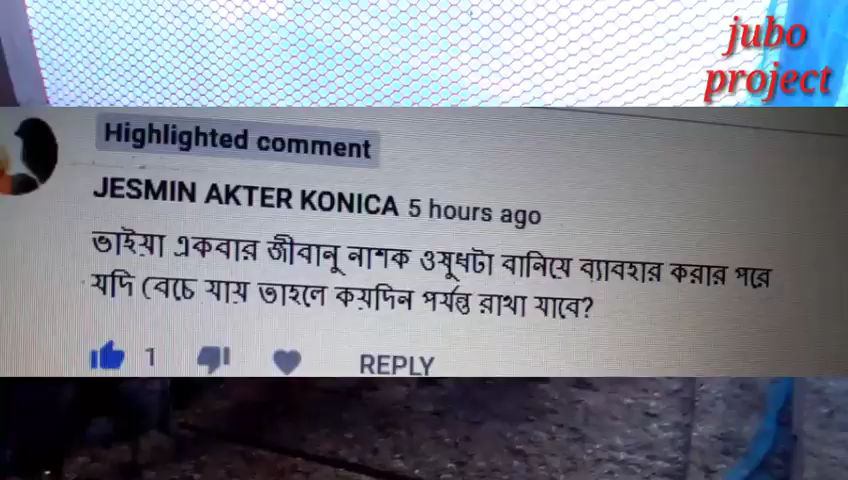 jubo
project
Highlighted comment
JESMIN AKTER KONICA 5 hours ago
ভাইয়া একবার জীবানু নাশক ওষুধটা বানিয়ে ব্যাবহার করার পরে
যদি বেচে যায় তাহলে কয়দিন পর্যন্ত রাখা যাবে?
1
REPLY